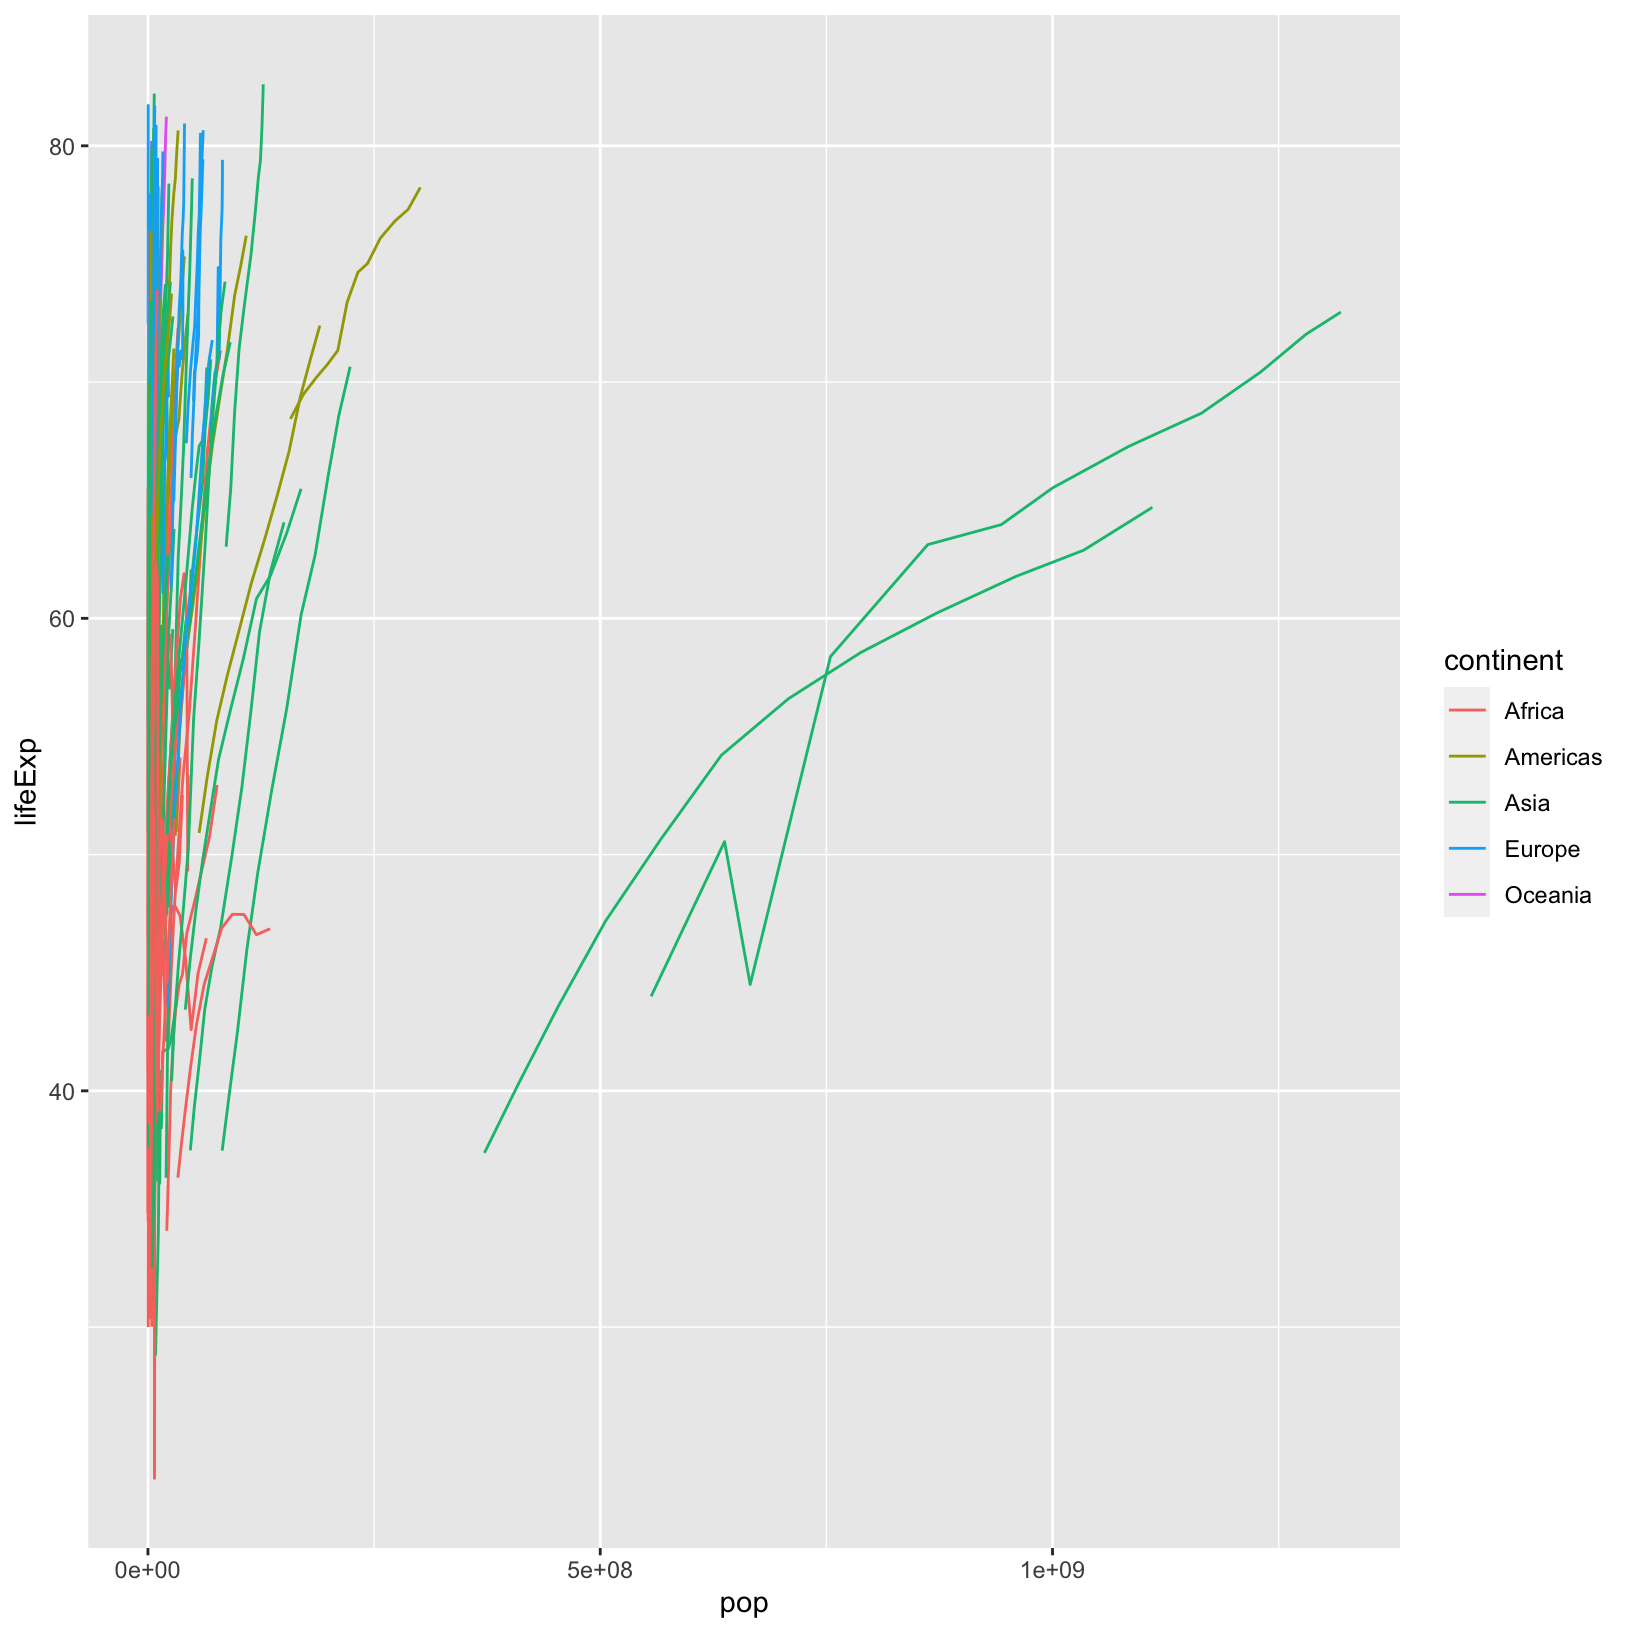 80
60
40
lifeExp
0e+00
5e+08
1e+09
pop
continent
Africa
Americas
Asia
Europe
Oceania